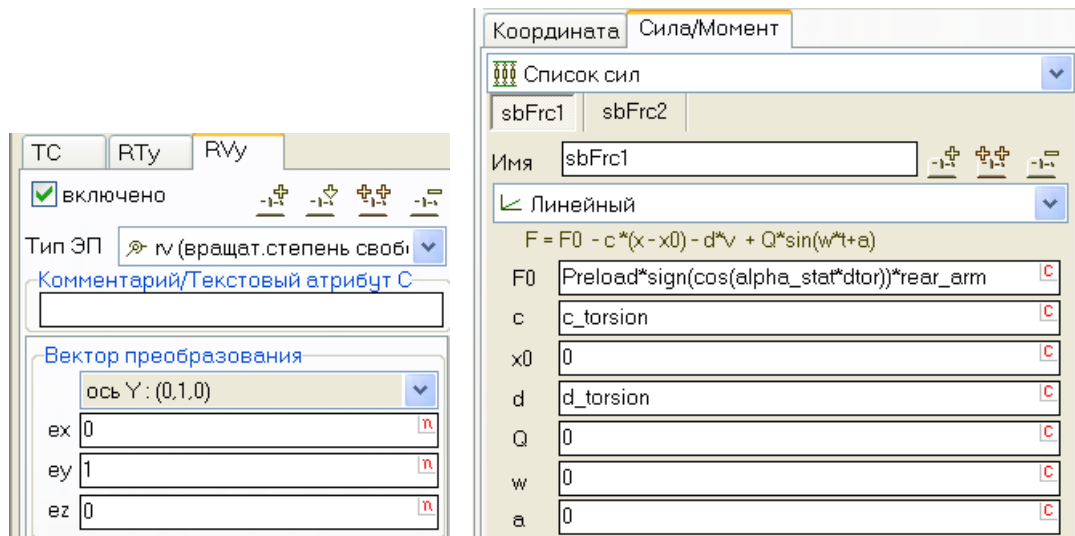 TC RTy RVy
включено
Тип ЭП rv (вращат.степень свобо
Комментарий/Текстовый атрибут C
Вектор преобразования
ось Y : (0,1,0)
ex 0 n
ey 1 n
ez 0 n
Координата Сила/Момент
Список сил
sbFrc1 sbFrc2
Имя sbFrc1
Линейный
F = F0 - c*(x-x0) - d*v + Q*sin(w*t+a)
F0 Preload*sign(cos(alpha_stat*dtor))*rear_arm C
c c_torsion C
x0 0 C
d d_torsion C
Q 0 C
w 0 C
a 0 C